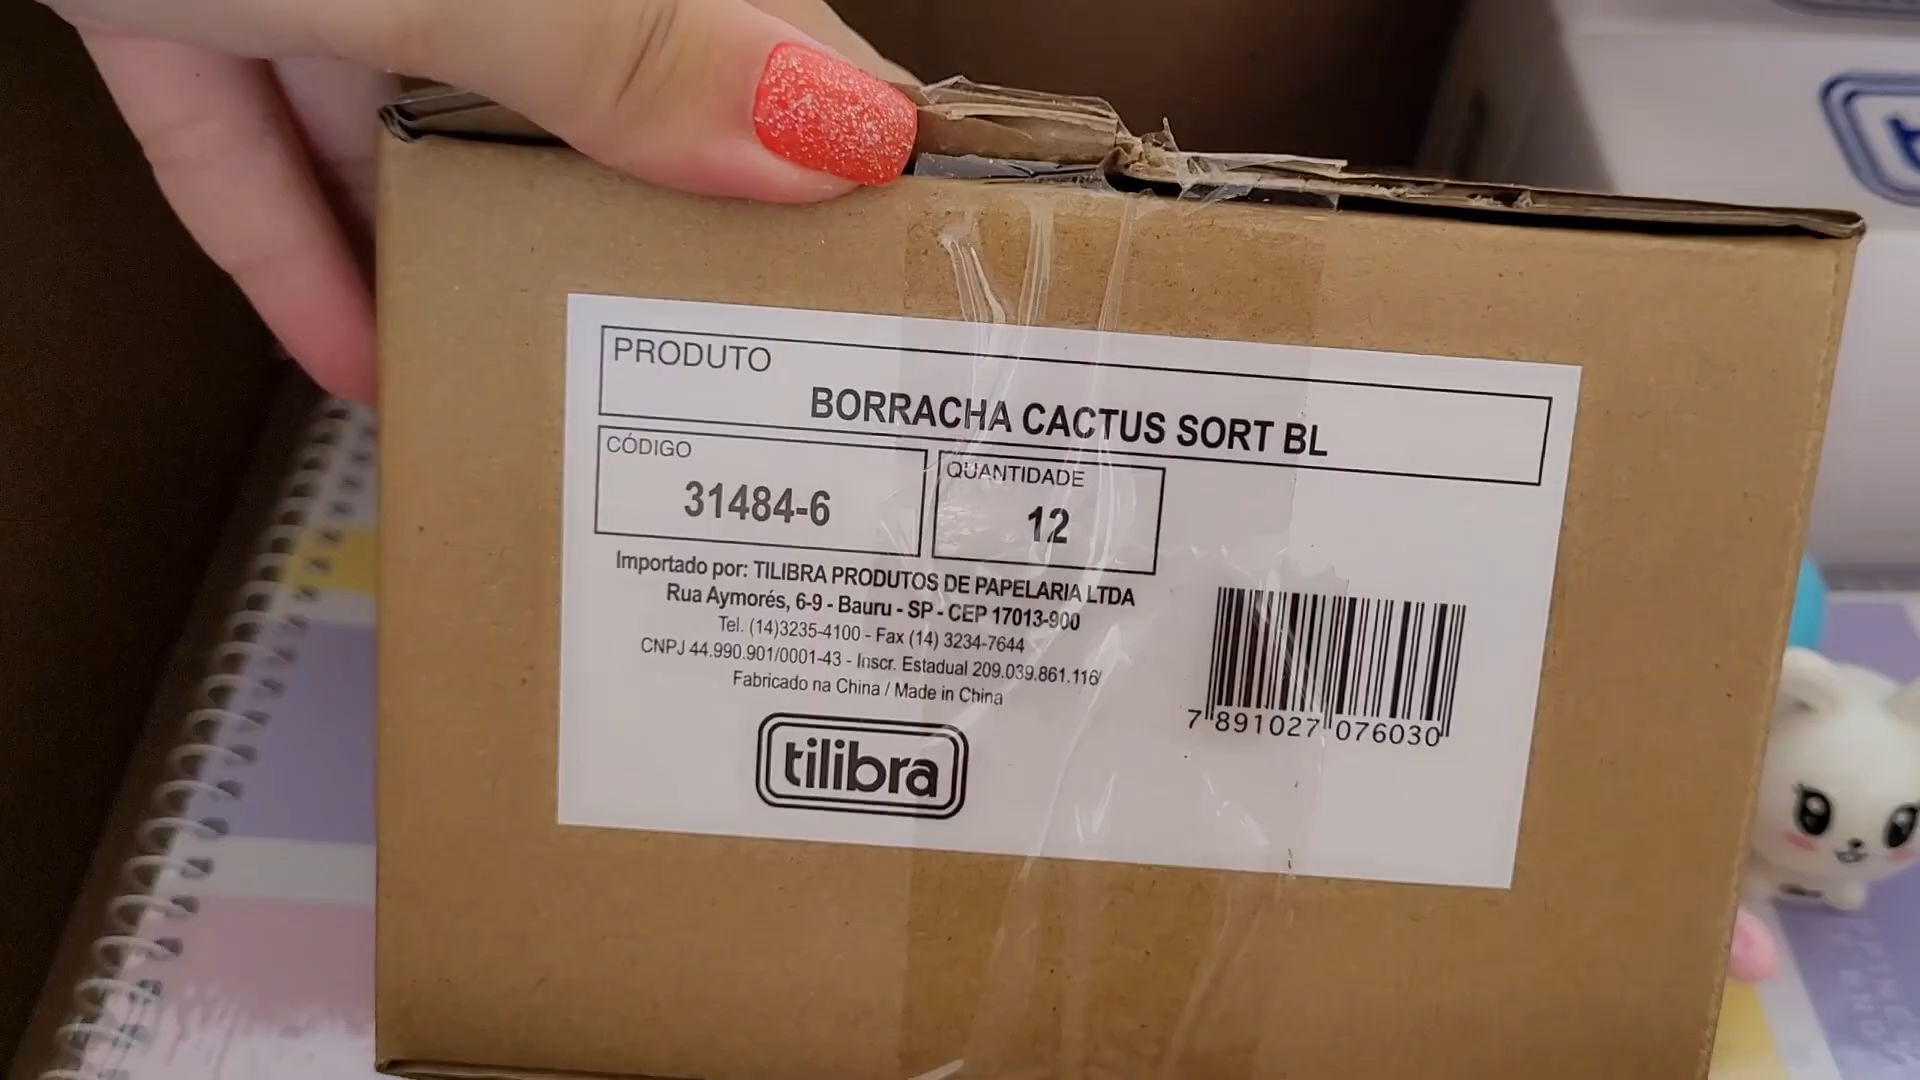 PRODUTO
BORRACHA CACTUS SORT BL
CÓDIGO
31484-6
QUANTIDADE
12
Importado por: TILIBRA PRODUTOS DE PAPELARIA LTDA
Rua Aymorés, 6-9 - Bauru - SP - CEP 17013-900
Tel. (14)3235-4100 - Fax (14) 3234-7644
CNPJ 44.990.901/0001-43 - Inscr. Estadual 209.039.861.116/
Fabricado na China / Made in China
tilibra
7 891027 076030